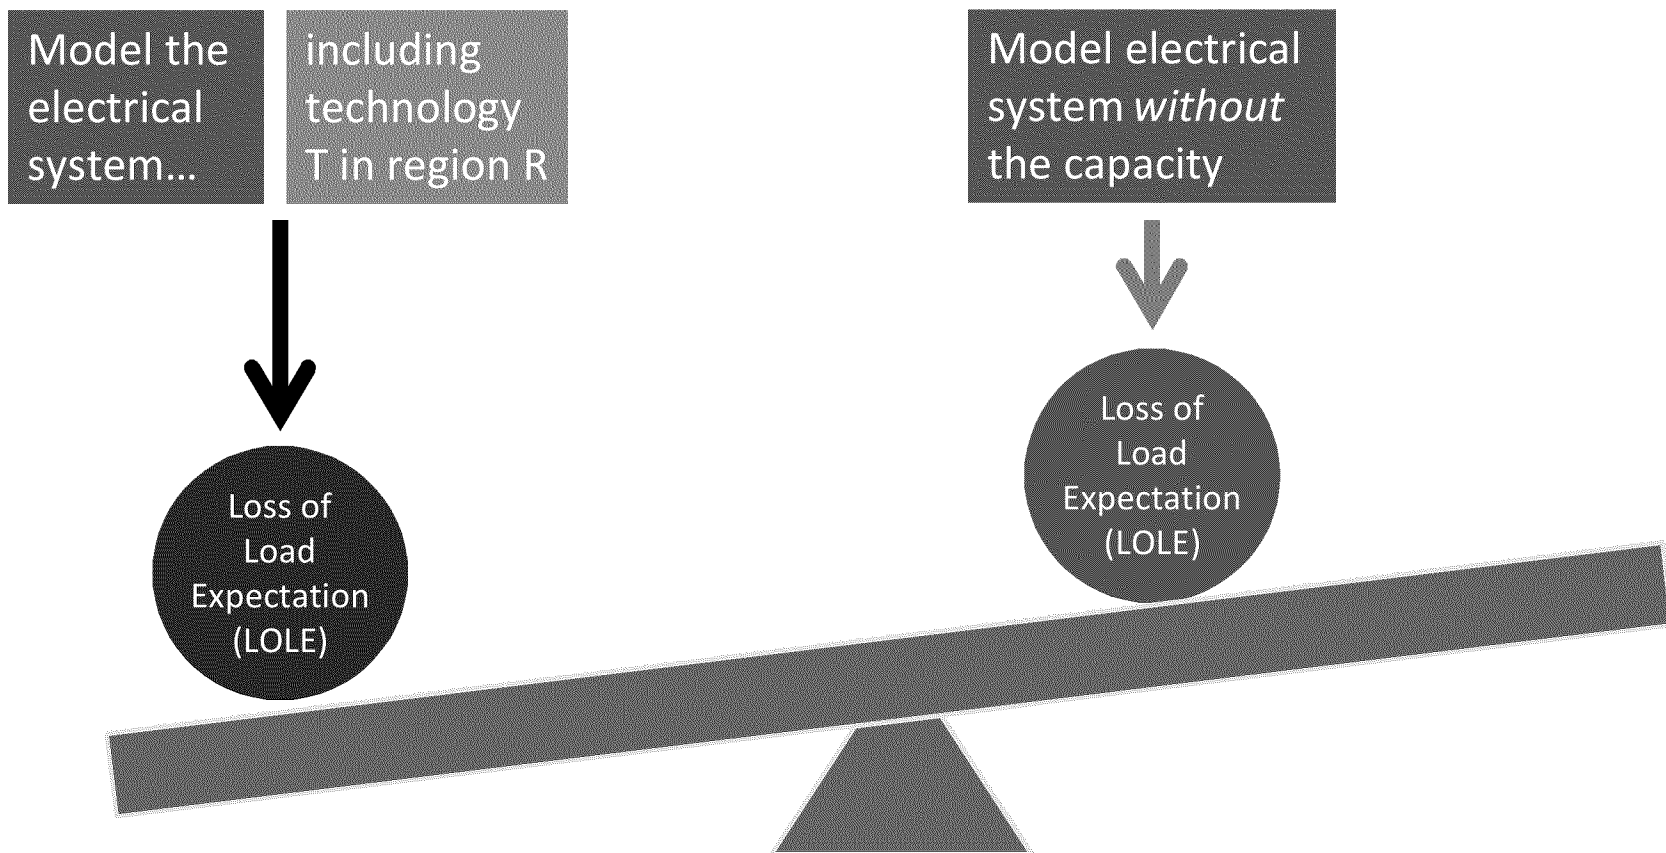 Model the
electrical
system…
including
technology
T in region R
Model electrical
system without
the capacity
Loss of
Load
Expectation
(LOLE)
Loss of
Load
Expectation
(LOLE)